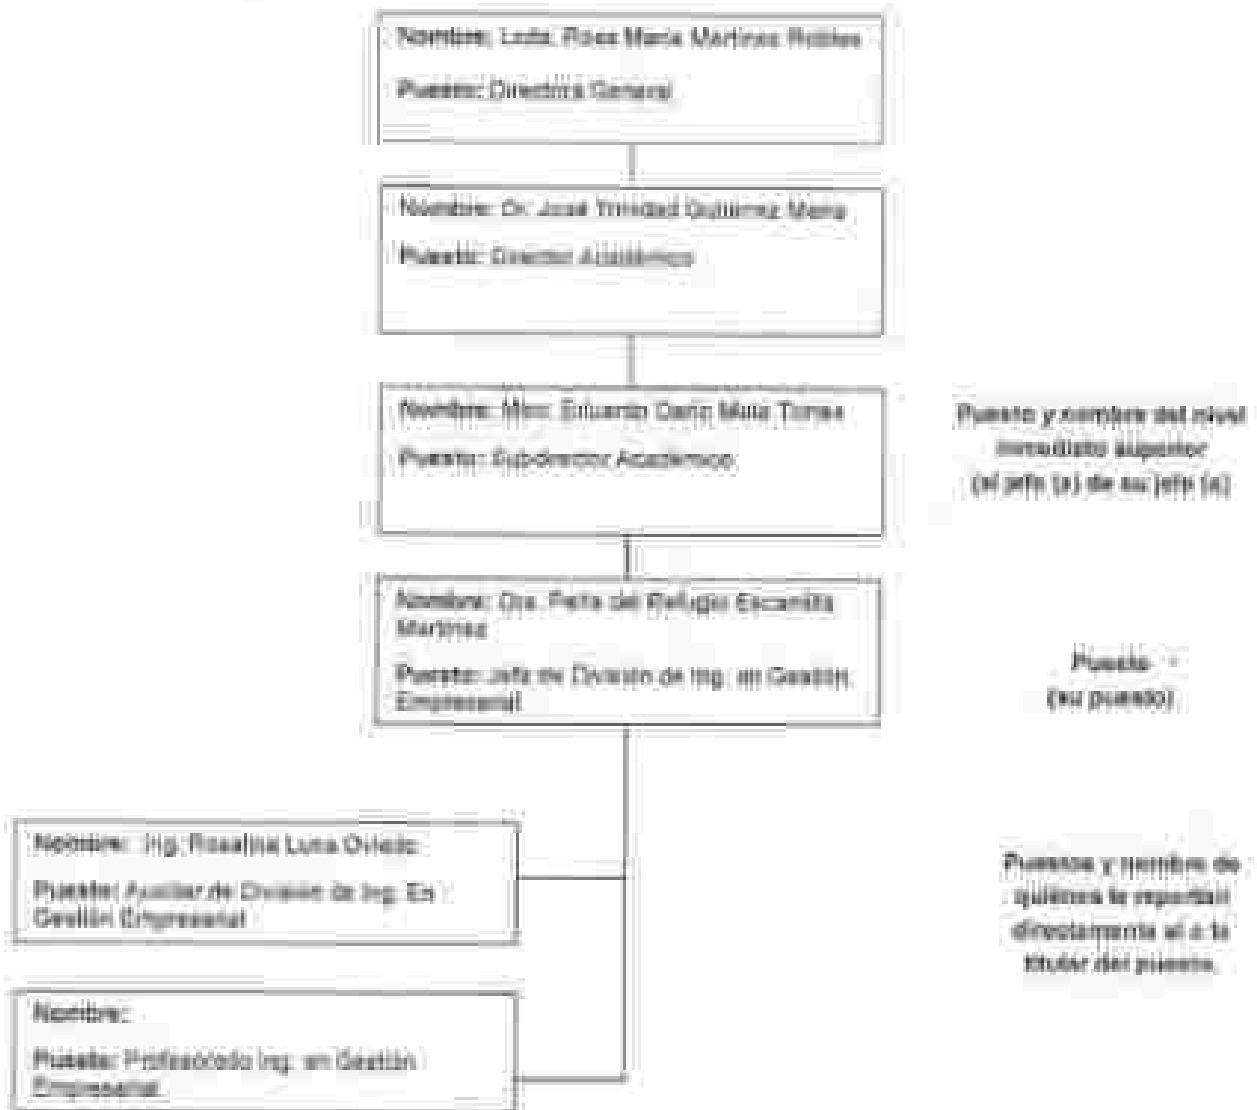 Nombre: Lcda. Rosa María Martínez Robles
Puesto: Directora General
Nombre: Dr. José Trinidad Gutiérrez Mena
Puesto: Director Académico
Nombre: Mtro. Eduardo Darío Mata Torres
Puesto: Subdirector Académico
Puesto y nombre del nivel
inmediato superior
(el jefe (a) de su jefe (a)
Nombre: Dra. del Refugio Escamilla
Martínez
Puesto: Jefa de División de Ing. en Gestión
Empresarial
Puesto
(su puesto)
Nombre: Ing. Rosalina Luna Oviedo
Puesto: Auxiliar de División de Ing. En
Gestión Empresarial
Puestos y nombre de
quiénes le reportan
directamente al o la
titular del puesto.
Nombre:
Puesto: Profesorado Ing. en Gestión
Empresarial